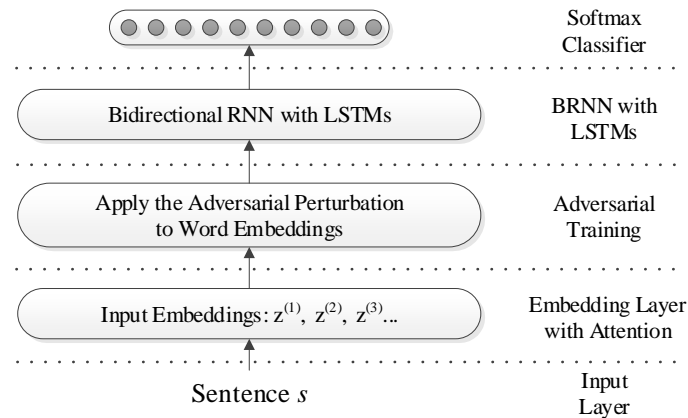 Softmax
Classifier
Bidirectional RNN with LSTMs
BRNN with
LSTMs
Apply the Adversarial Perturbation
to Word Embeddings
Adversarial
Training
Input Embeddings: z⁽¹⁾, z⁽²⁾, z⁽³⁾...
Embedding Layer
with Attention
Sentence s
Input
Layer